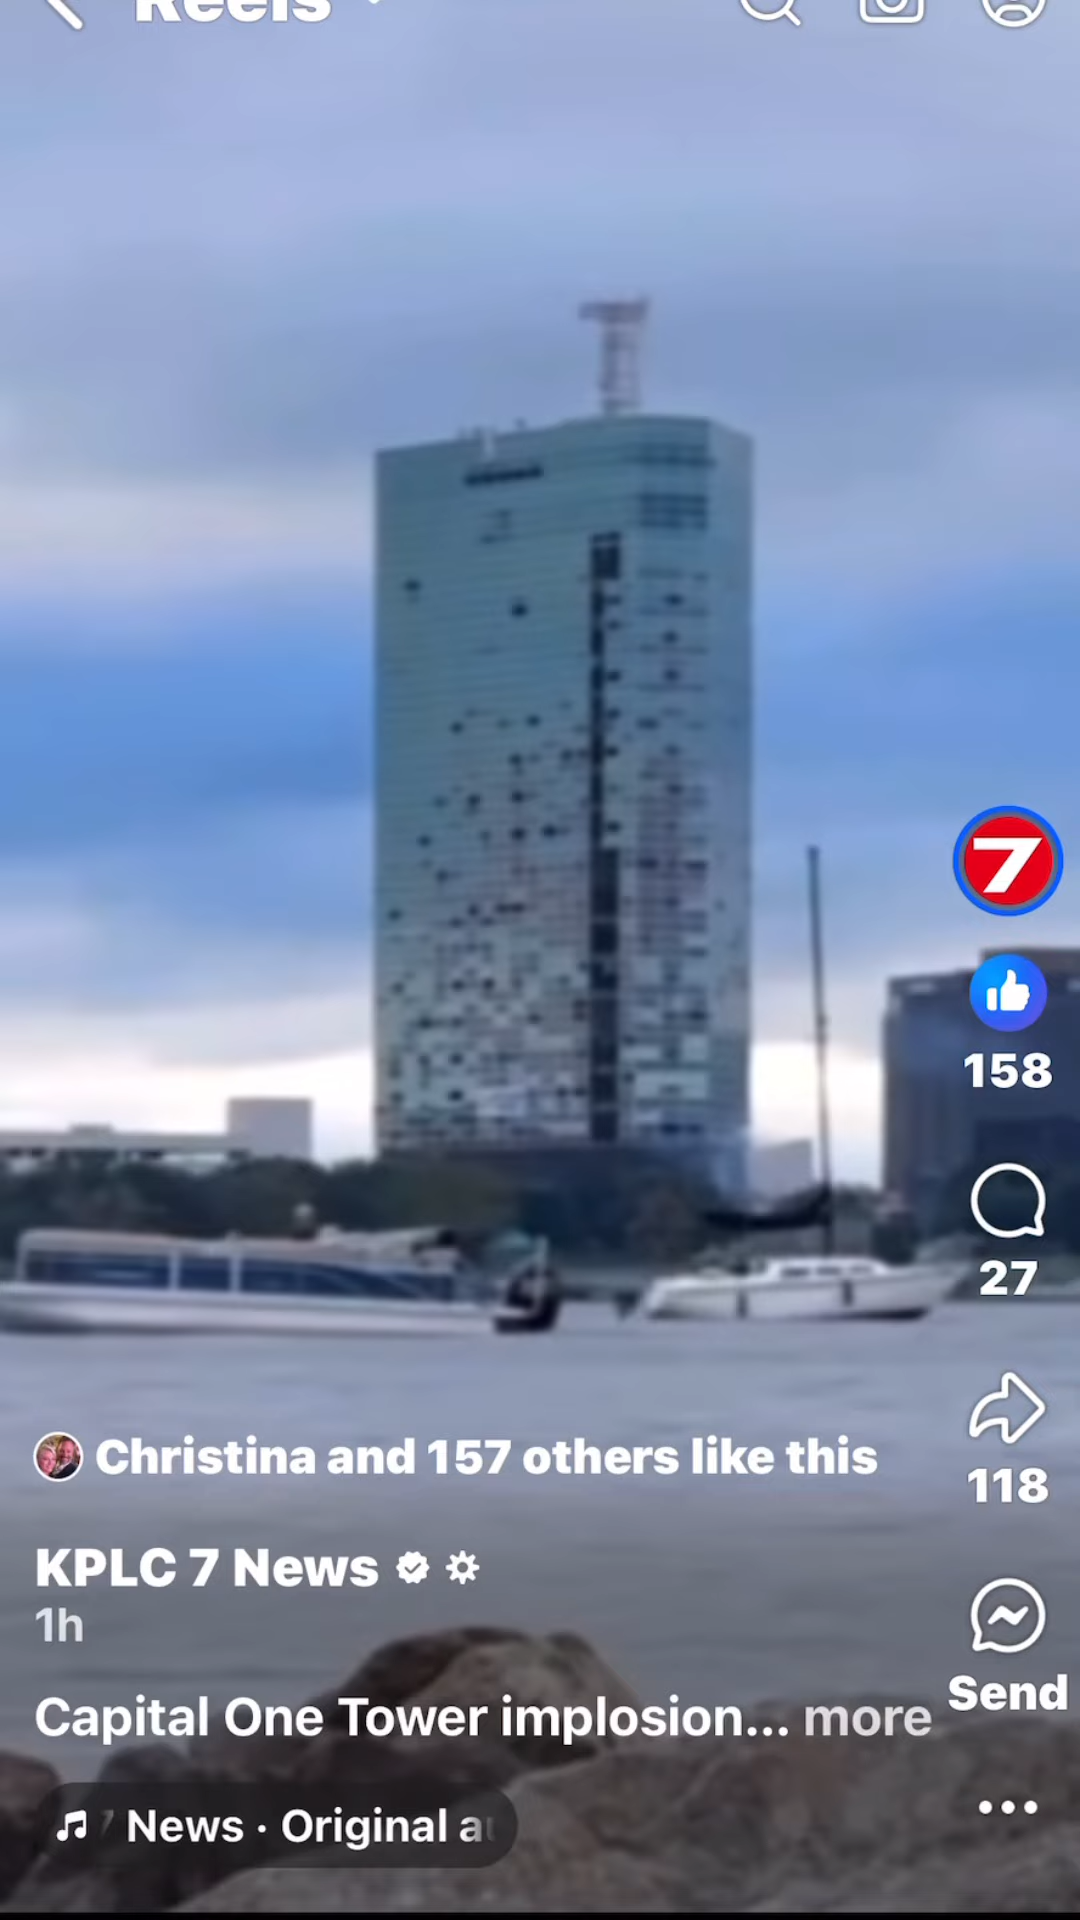 Reels
7
158
27
118
Christina and 157 others like this
KPLC 7 News
1h
Send
Capital One Tower implosion... more
News · Original a